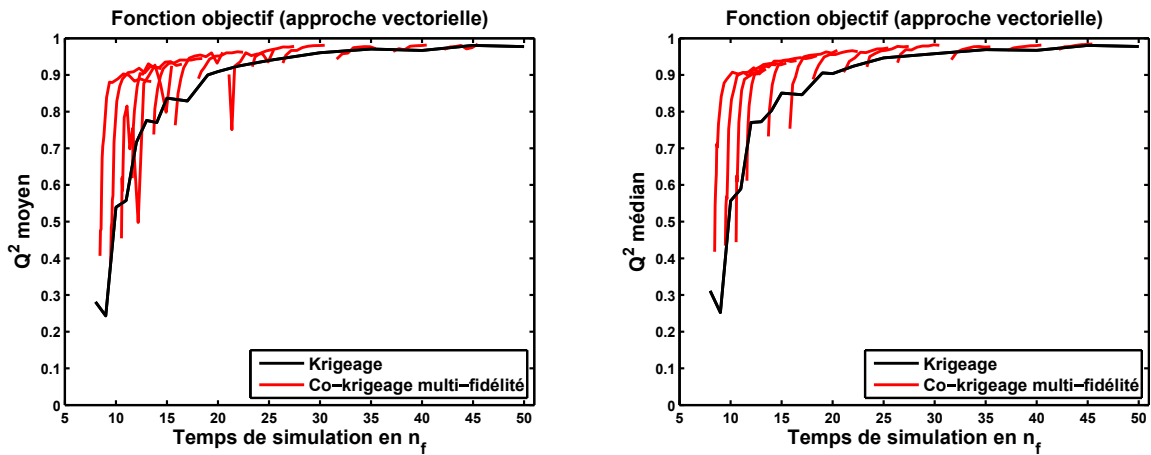 Fonction objectif (approche vectorielle)
1
0.9
0.8
0.7
0.6
0.5
0.4
0.3
0.2
0.1
0
Q² moyen
Krigeage
Co−krigeage multi−fidélité
5 10 15 20 25 30 35 40 45 50
Temps de simulation en n_f
Fonction objectif (approche vectorielle)
1
0.9
0.8
0.7
0.6
0.5
0.4
0.3
0.2
0.1
0
Q² médian
Krigeage
Co−krigeage multi−fidélité
5 10 15 20 25 30 35 40 45 50
Temps de simulation en n_f